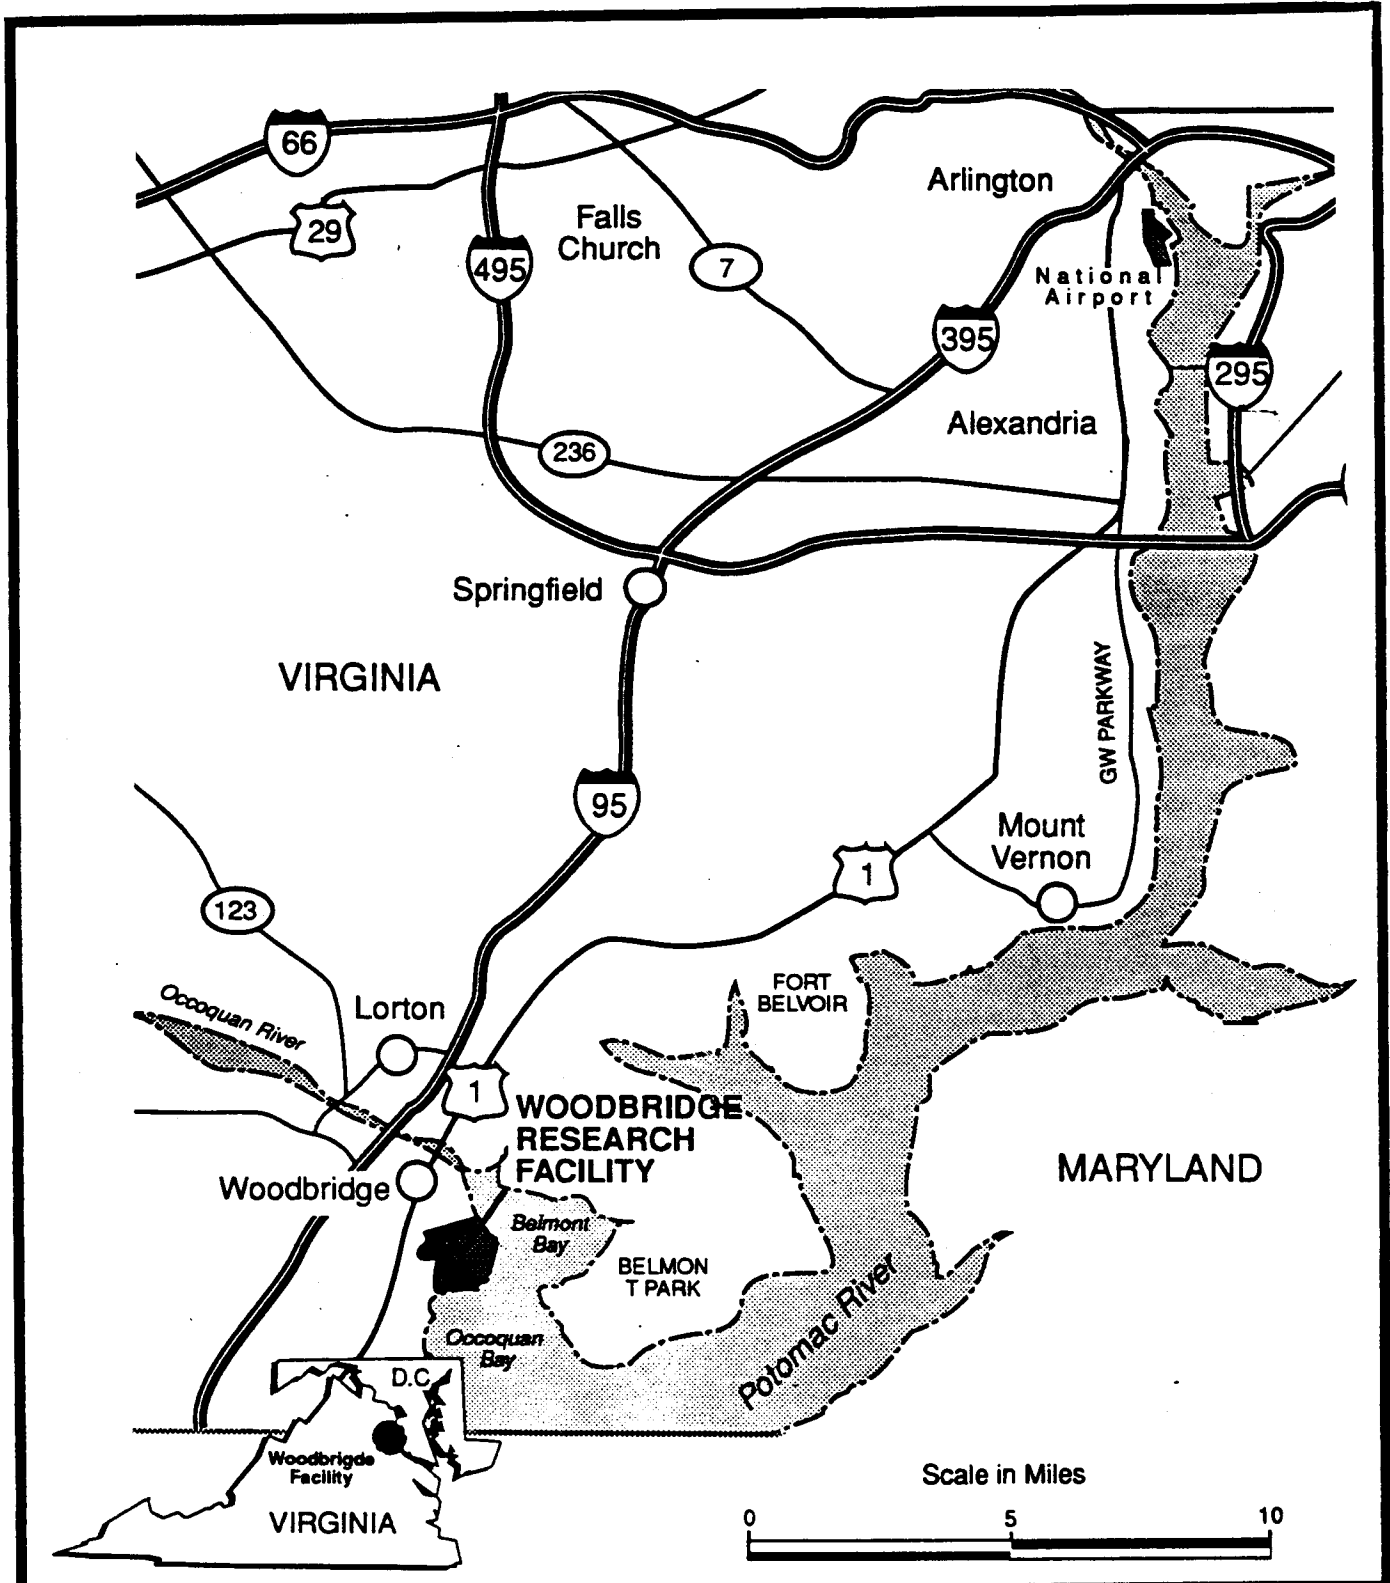 66
Arlington
29
Falls
Church
495
7
National
Airport
395
295
Alexandria
236
Springfield
VIRGINIA
GW PARKWAY
95
Mount
Vernon
1
123
FORT
BELVOIR
Occoquan River
Lorton
1
WOODBRIDGE
RESEARCH
FACILITY
MARYLAND
Woodbridge
Belmont
Bay
BELMON
T PARK
Potomac River
Occoquan
Bay
D.C.
Woodbrigde
Facility
VIRGINIA
Scale in Miles
0 5 10